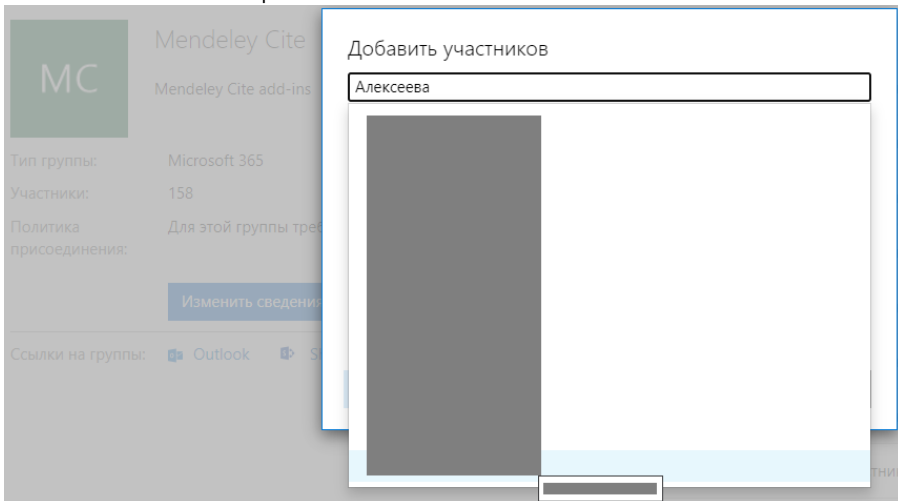 Mendeley Cite
MC
Mendeley Cite add-ins
Тип группы: Microsoft 365
Участники: 158
Политика присоединения: Для этой группы
Изменить сведения
Ссылки на группы: Outlook
Добавить участников
Алексеева